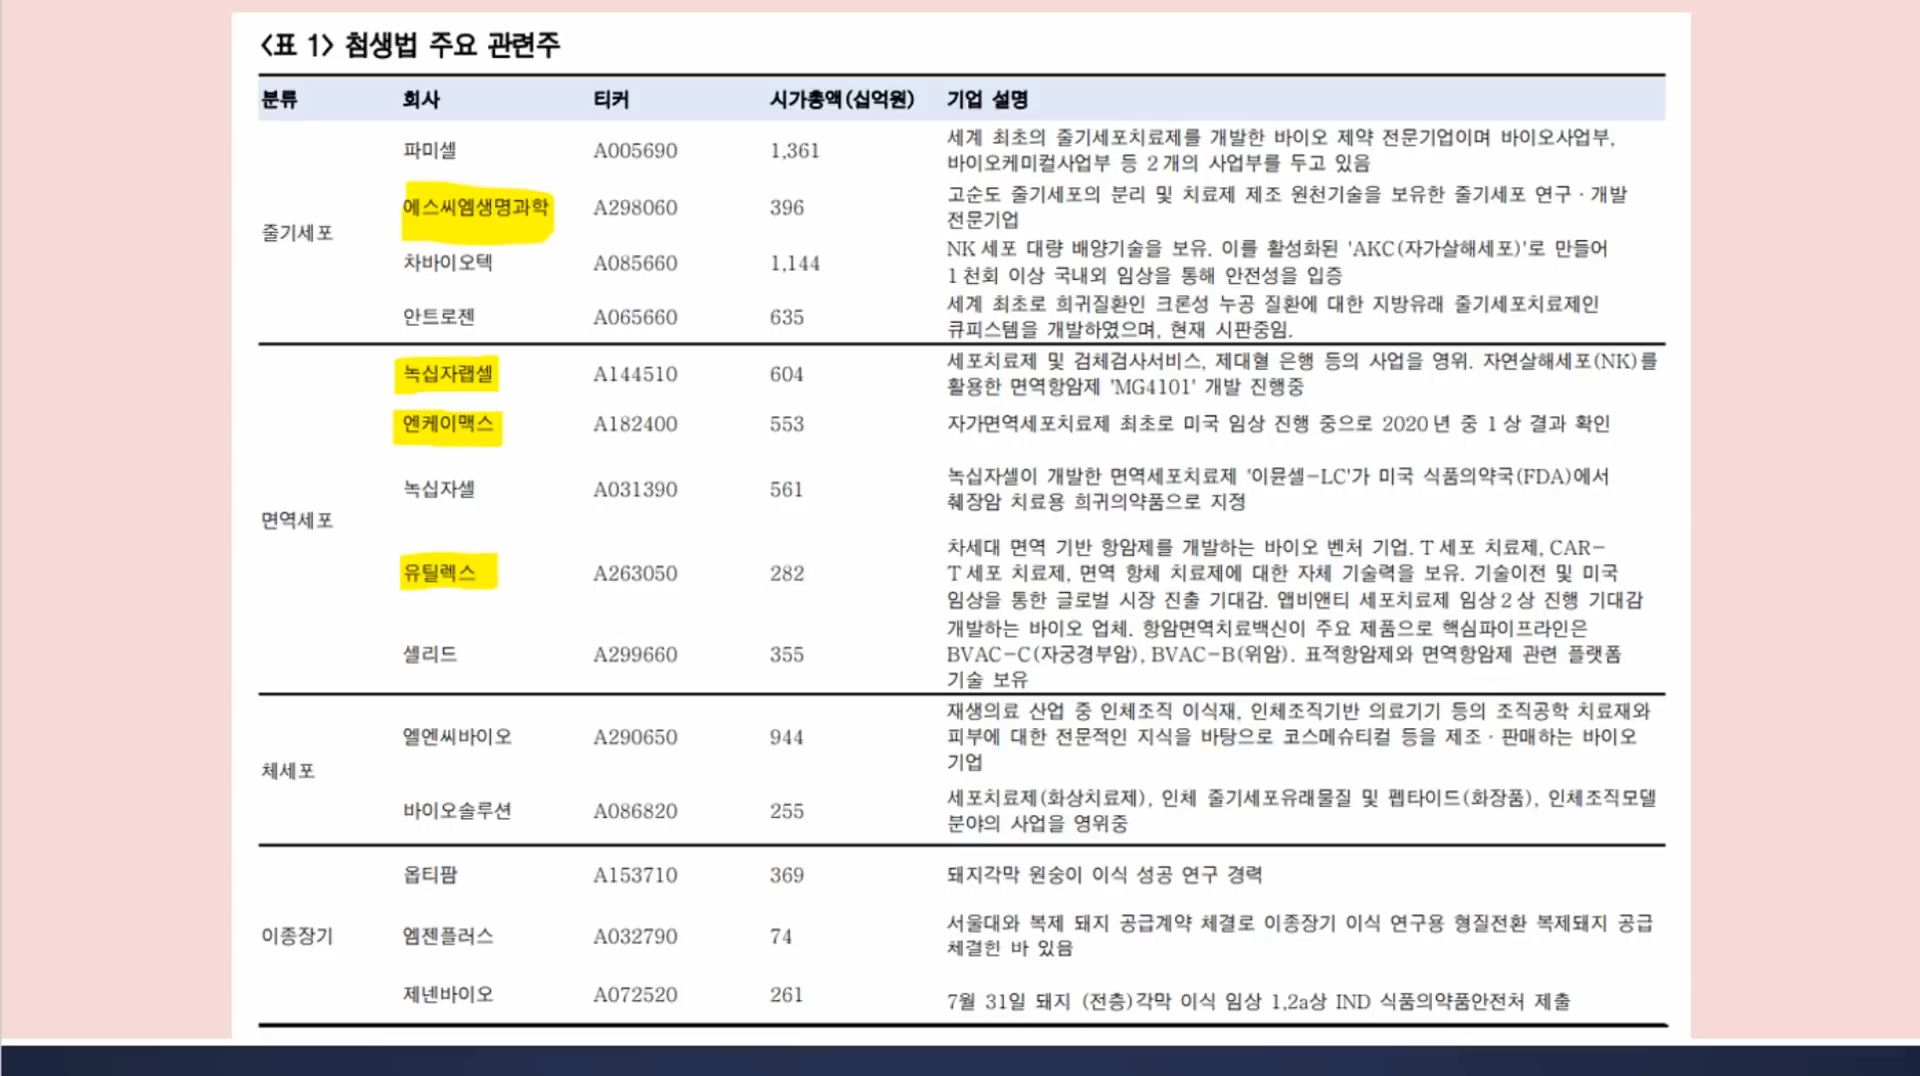 <표 1> 첨생법 주요 관련주
분류 회사 티커 시가총액(십억원) 기업 설명
줄기세포
파미셀 A005690 1,361 세계 최초의 줄기세포치료제를 개발한 바이오 제약 전문기업이며 바이오사업부,
바이오케미컬사업부 등 2개의 사업부를 두고 있음
에스씨엠생명과학 A298060 396 고순도 줄기세포의 분리 및 치료제 제조 원천기술을 보유한 줄기세포 연구·개발
전문기업
차바이오텍 A085660 1,144 NK세포 대량 배양기술을 보유. 이를 활성화된 'AKC(자가살해세포)'로 만들어
1천회 이상 국내외 임상을 통해 안전성을 입증
안트로젠 A065660 635 세계 최초로 희귀질환인 크론성 누공 질환에 대한 지방유래 줄기세포치료제인
큐피스템을 개발하였으며, 현재 시판중임.
면역세포
녹십자랩셀 A144510 604 세포치료제 및 검체검사서비스, 제대혈 은행 등의 사업을 영위. 자연살해세포(NK)를
활용한 면역항암제 'MG4101' 개발 진행중
엔케이맥스 A182400 553 자가면역세포치료제 최초로 미국 임상 진행 중으로 2020년 중 1상 결과 확인
녹십자셀 A031390 561 녹십자셀이 개발한 면역세포치료제 '이뮨셀-LC'가 미국 식품의약국(FDA)에서
췌장암 치료용 희귀의약품으로 지정
유틸렉스 A263050 282 차세대 면역 기반 항암제를 개발하는 바이오 벤처 기업. T세포 치료제, CAR-
T세포 치료제, 면역 항체 치료제에 대한 자체 기술력을 보유. 기술이전 및 미국
임상을 통한 글로벌 시장 진출 기대감. 앱비앤티 세포치료제 임상2상 진행 기대감
셀리드 A299660 355 개발하는 바이오 업체. 항암면역치료백신이 주요 제품으로 핵심파이프라인은
BVAC-C(자궁경부암), BVAC-B(위암). 표적항암제와 면역항암제 관련 플랫폼
기술 보유
체세포
엘엔씨바이오 A290650 944 재생의료 산업 중 인체조직 이식재, 인체조직기반 의료기기 등의 조직공학 치료재와
피부에 대한 전문적인 지식을 바탕으로 코스메슈티컬 등을 제조·판매하는 바이오
기업
바이오솔루션 A086820 255 세포치료제(화상치료제), 인체 줄기세포유래물질 및 펩타이드(화장품), 인체조직모델
분야의 사업을 영위중
이종장기
옵티팜 A153710 369 돼지각막 원숭이 이식 성공 연구 경력
엠젠플러스 A032790 74 서울대와 복제 돼지 공급계약 체결로 이종장기 이식 연구용 형질전환 복제돼지 공급
체결한 바 있음
제넨바이오 A072520 261 7월 31일 돼지 (전층)각막 이식 임상 1,2a상 IND 식품의약품안전처 제출